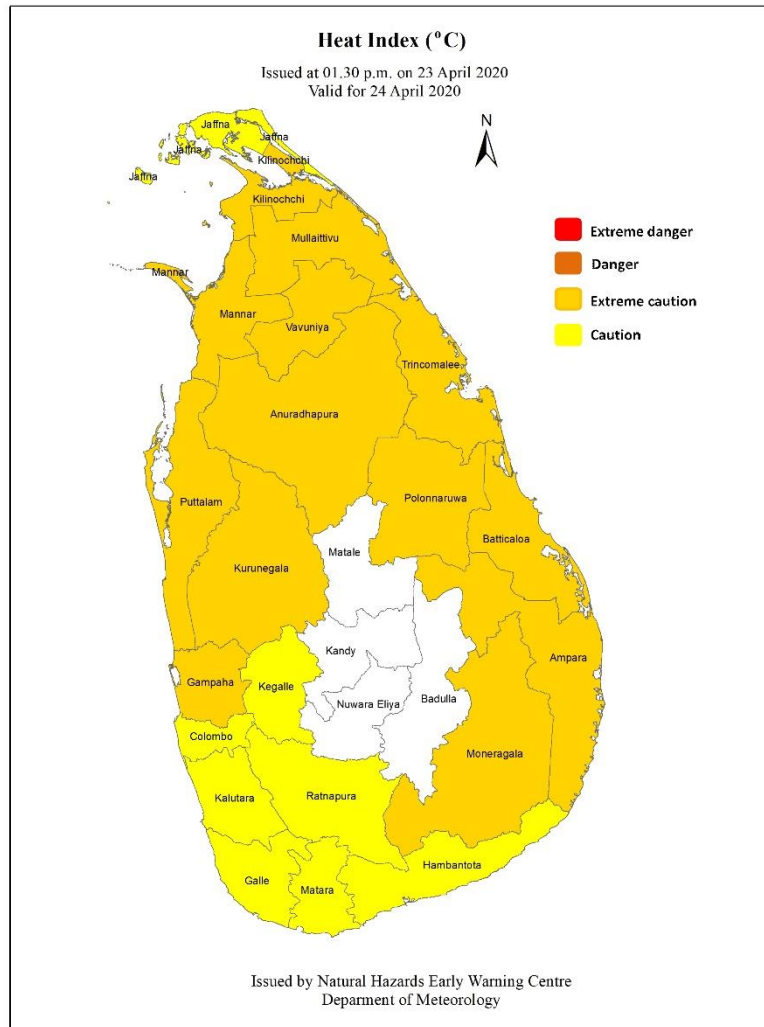 Heat Index (°C)
Issued at 01.30 p.m. on 23 April 2020
Valid for 24 April 2020
N
Jaffna
Jaffna
Jaffna
Kilinochchi
Jaffna
Kilinochchi
Mullaittivu
Extreme danger
Danger
Mannar
Extreme caution
Mannar
Vavuniya
Caution
Trincomalee
Anuradhapura
Puttalam
Polonnaruwa
Batticaloa
Matale
Kurunegala
Kandy
Ampara
Gampaha
Kegalle
Nuwara Eliya
Badulla
Colombo
Moneragala
Kalutara
Ratnapura
Hambantota
Galle
Matara
Issued by Natural Hazards Early Warning Centre
Deparment of Meteorology